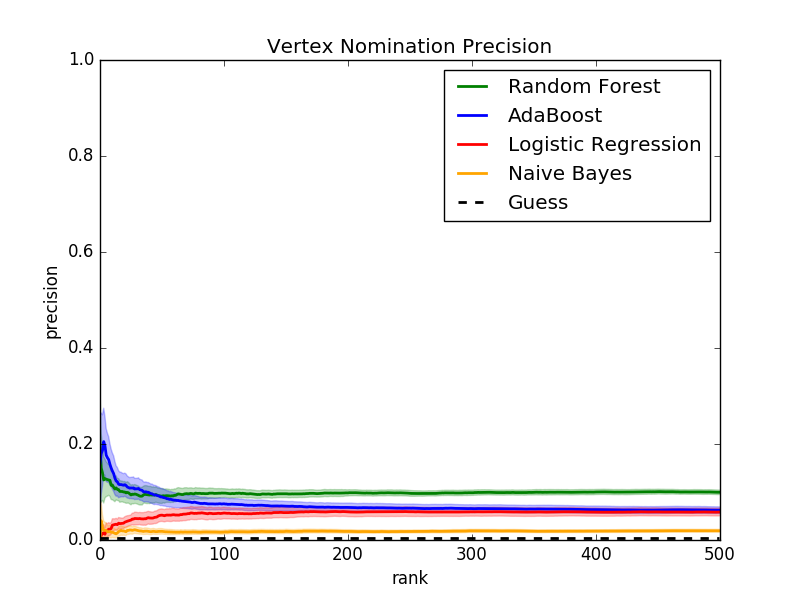 Vertex Nomination Precision
1.0
0.8
0.6
0.4
0.2
0.0
precision
Random Forest
AdaBoost
Logistic Regression
Naive Bayes
Guess
0 100 200 300 400 500
rank